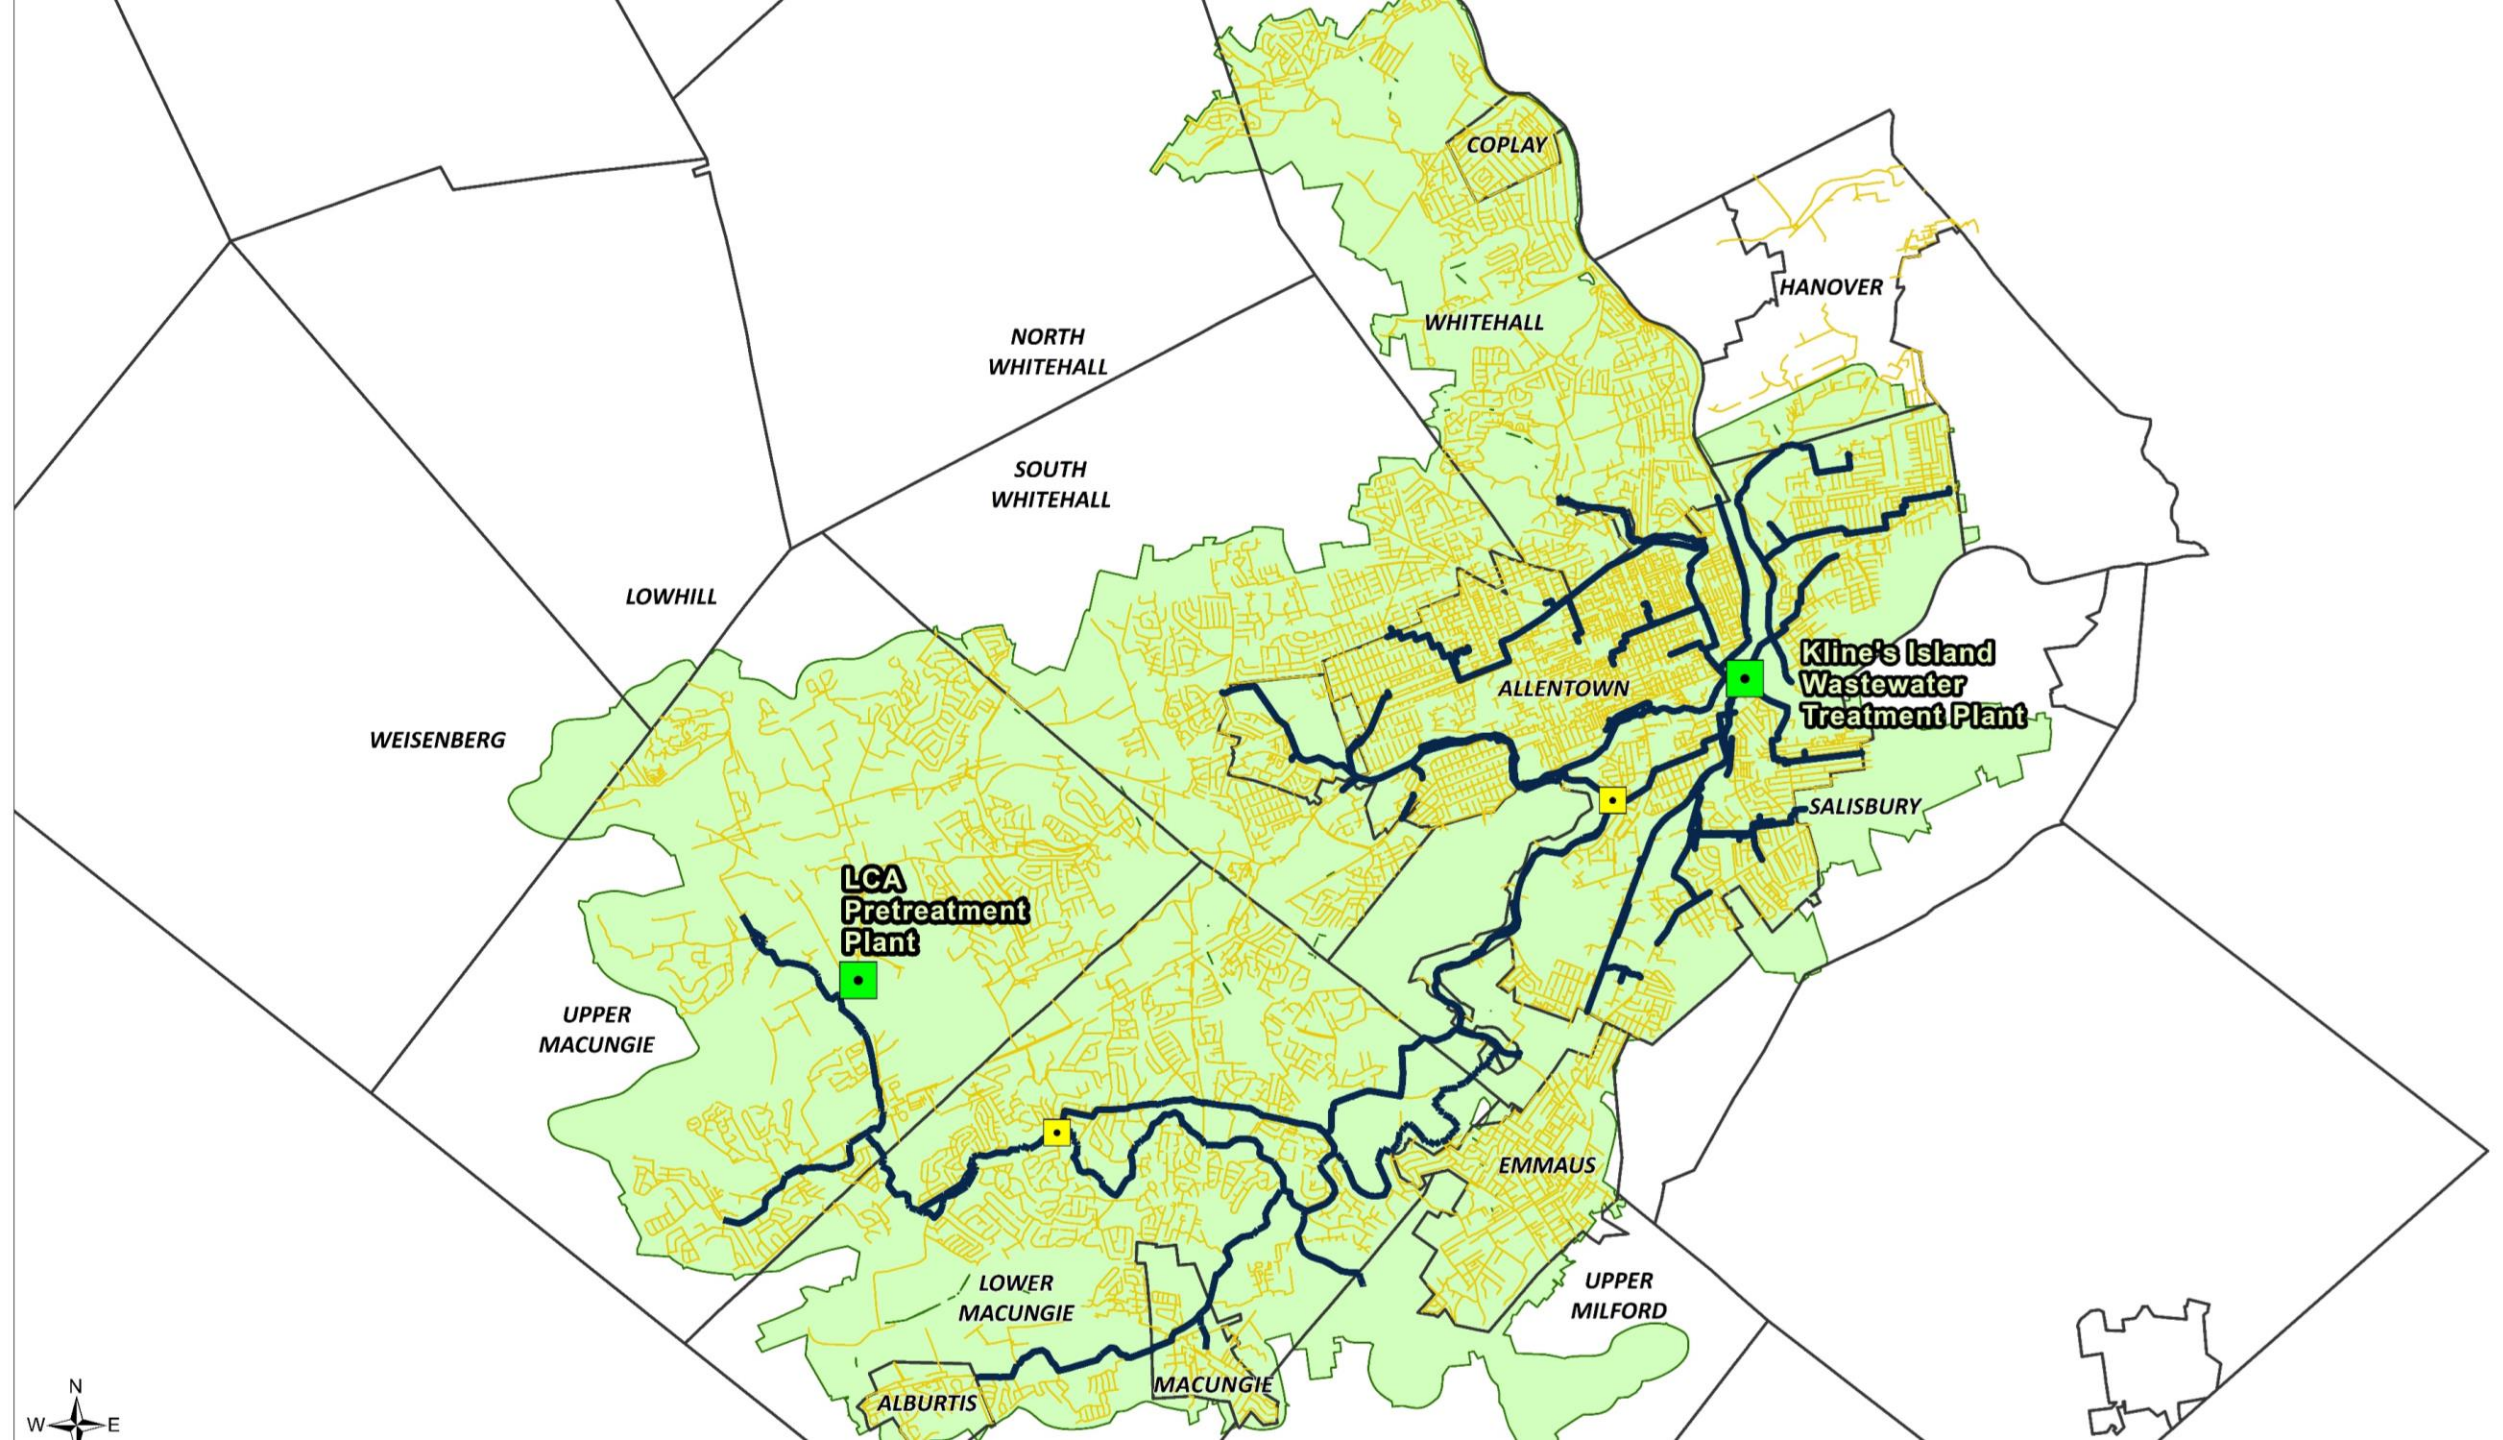 COPLAY
HANOVER
WHITEHALL
NORTH
WHITEHALL
SOUTH
WHITEHALL
LOWHILL
Kline's Island
Wastewater
Treatment Plant
ALLENTOWN
WEISENBERG
SALISBURY
LCA
Pretreatment
Plant
UPPER
MACUNGIE
EMMAUS
LOWER
MACUNGIE
UPPER
MILFORD
MACUNGIE
ALBURTIS
N
W
E